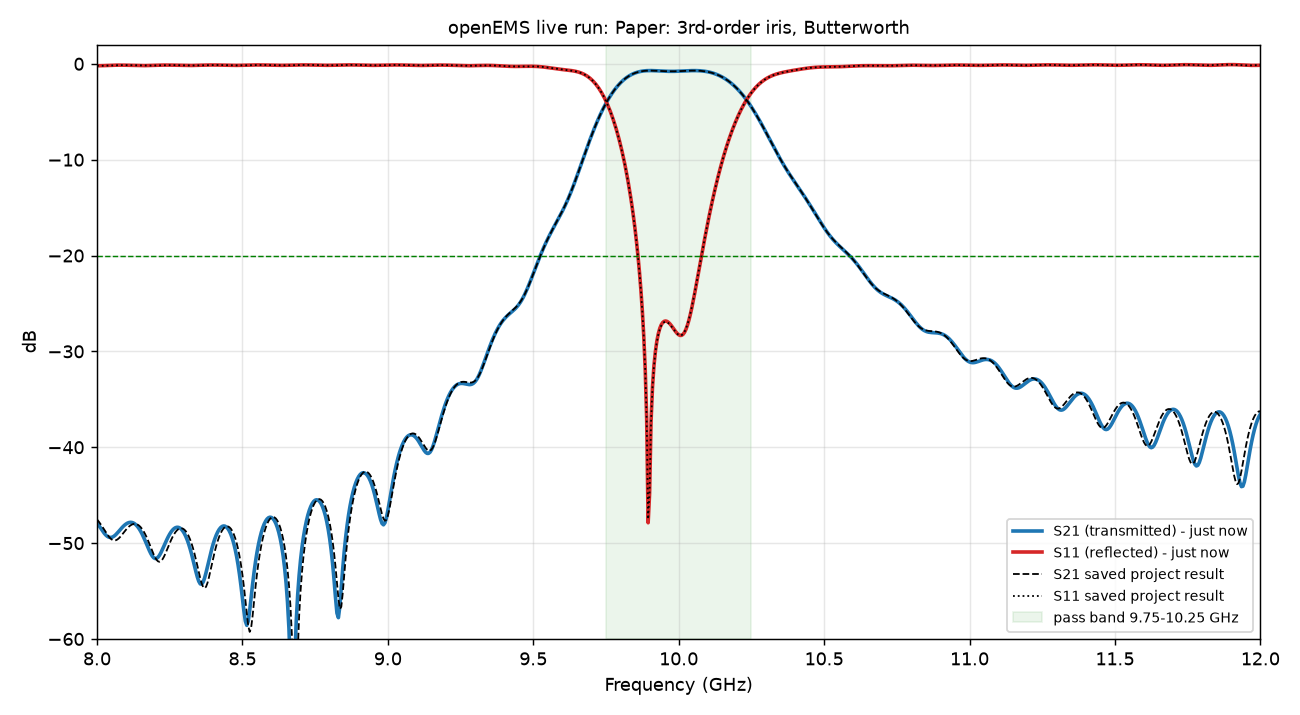 openEMS live run: Paper: 3rd-order iris, Butterworth
dB
0
−10
−20
−30
−40
−50
−60
S21 (transmitted) - just now
S11 (reflected) - just now
S21 saved project result
S11 saved project result
pass band 9.75-10.25 GHz
8.0 8.5 9.0 9.5 10.0 10.5 11.0 11.5 12.0
Frequency (GHz)